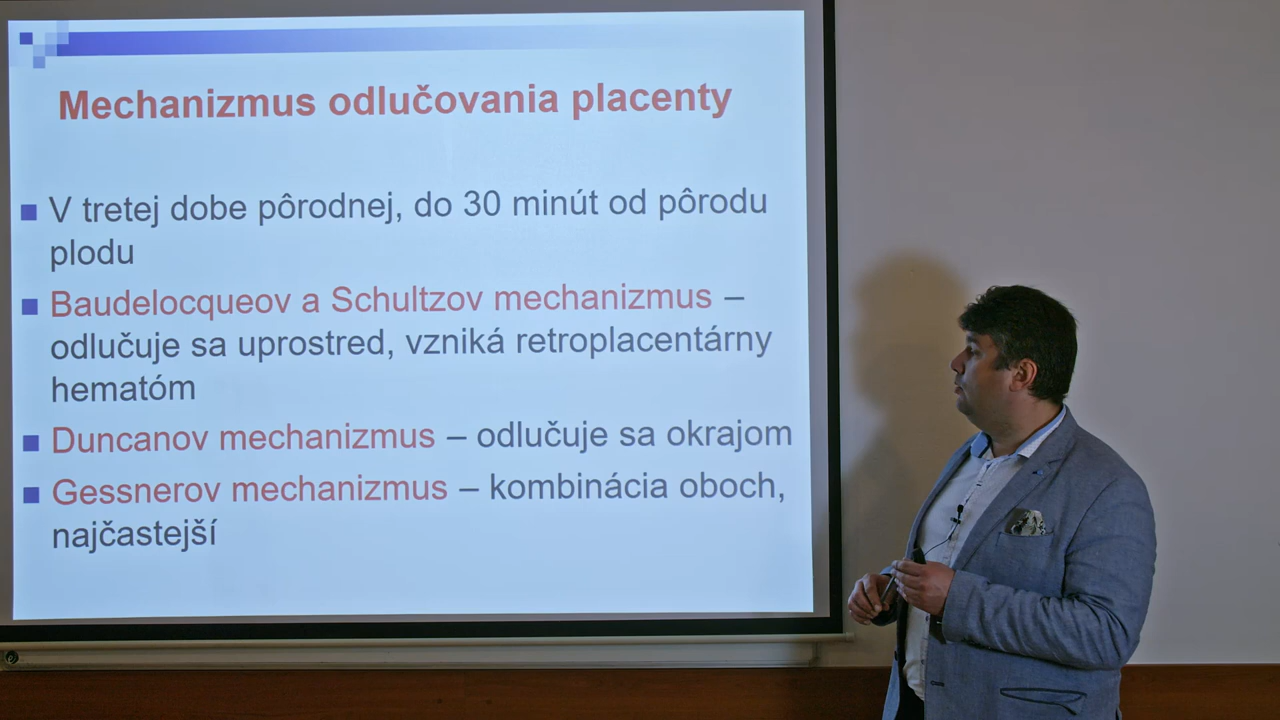 Mechanizmus odlučovania placenty
V tretej dobe pôrodnej, do 30 minút od pôrodu
plodu
Baudelocqueov a Schultzov mechanizmus –
odlučuje sa uprostred, vzniká retroplacentárny
hematóm
Duncanov mechanizmus – odlučuje sa okrajom
Gessnerov mechanizmus – kombinácia oboch,
najčastejší